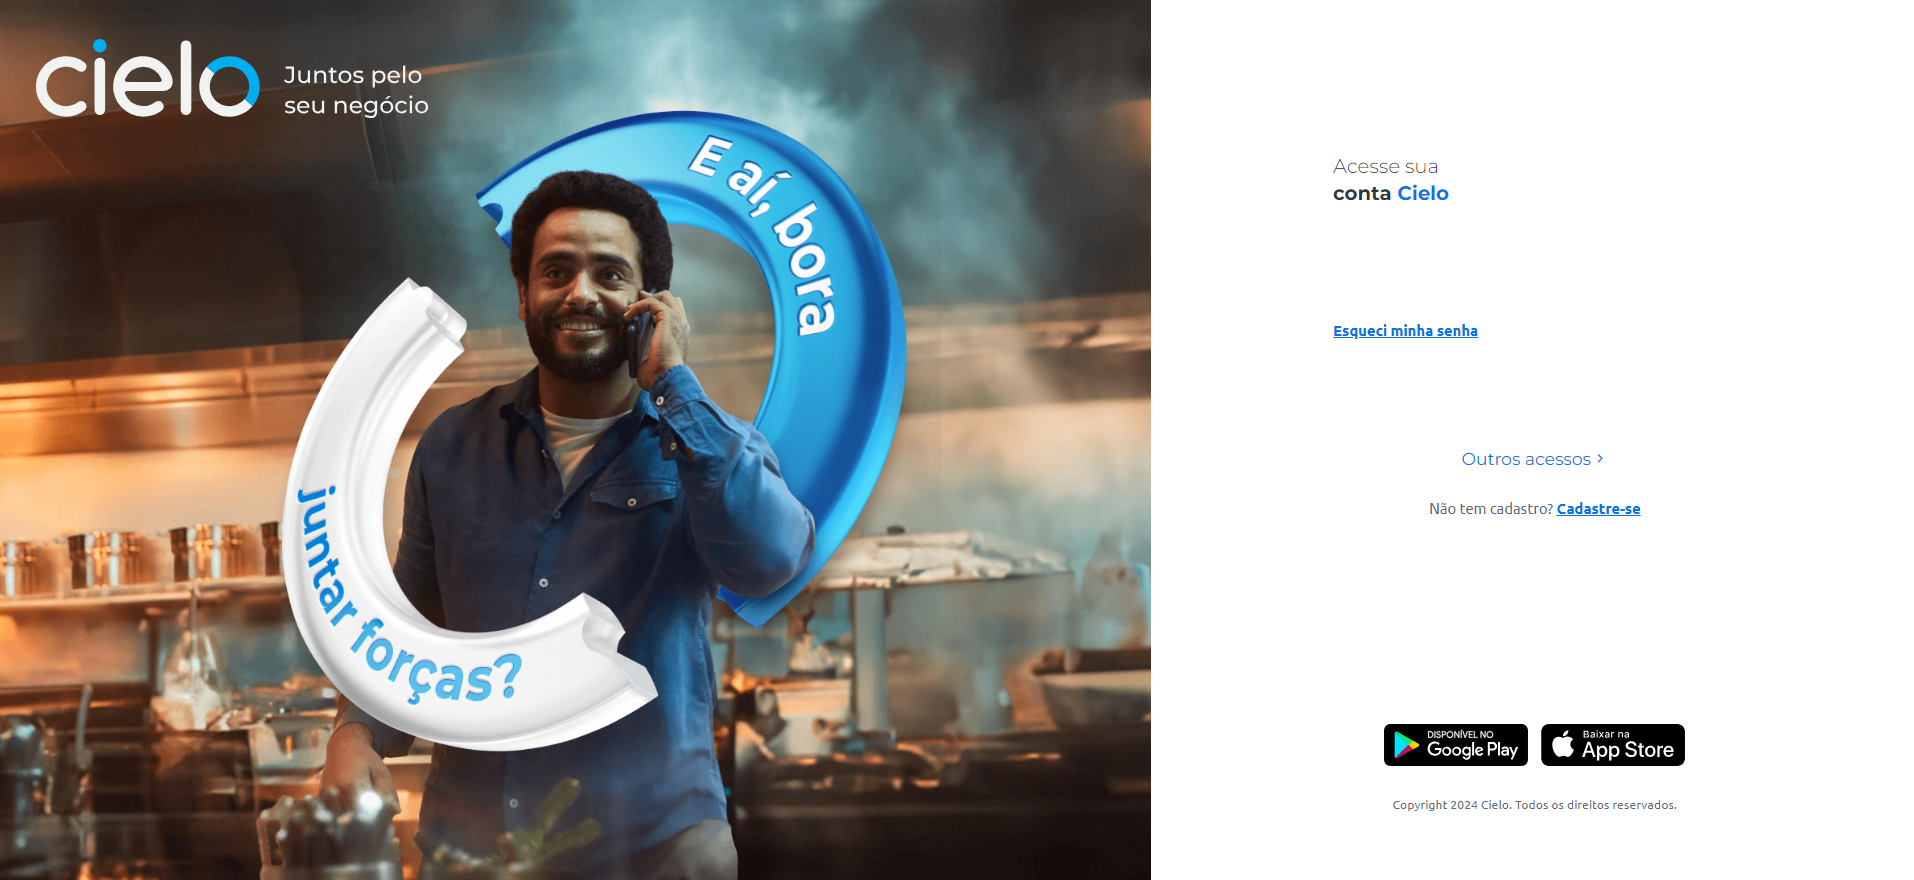 cielo
Juntos pelo
seu negócio
E aí, bora
juntar forças?
Acesse sua
conta Cielo
Esqueci minha senha
Outros acessos >
Não tem cadastro? Cadastre-se
DISPONÍVEL NO
Google Play
Baixar na
App Store
Copyright 2024 Cielo. Todos os direitos reservados.